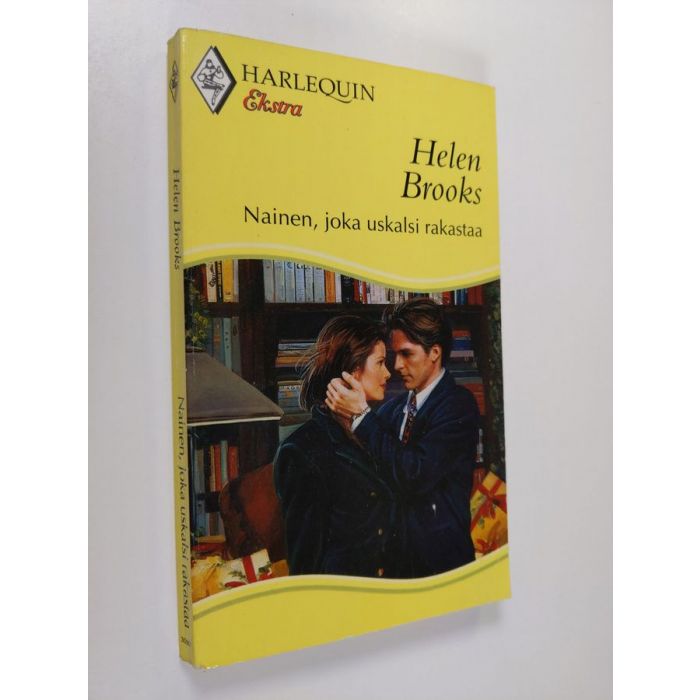 HARLEQUIN
Ekstra
Helen
Brooks
Nainen, joka uskalsi rakastaa
Helen Brooks
Nainen, joka uskalsi rakastaa